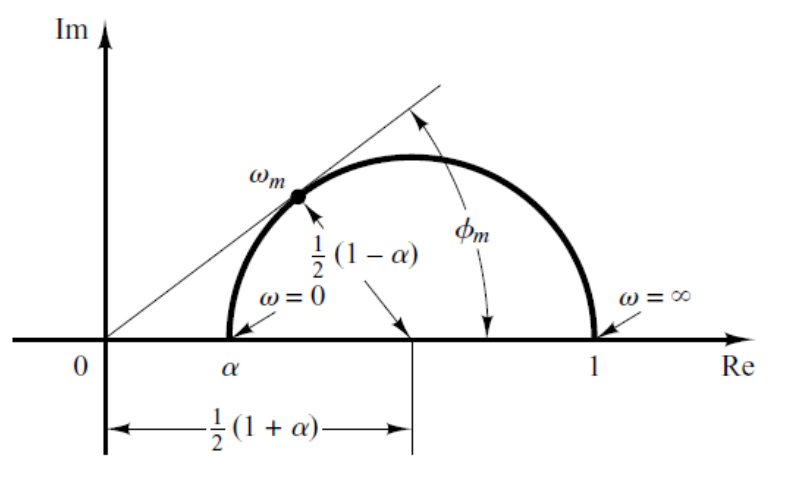 Im
ωm
ϕm
½ (1 – α)
ω = 0
ω = ∞
0
α
1
Re
½ (1 + α)